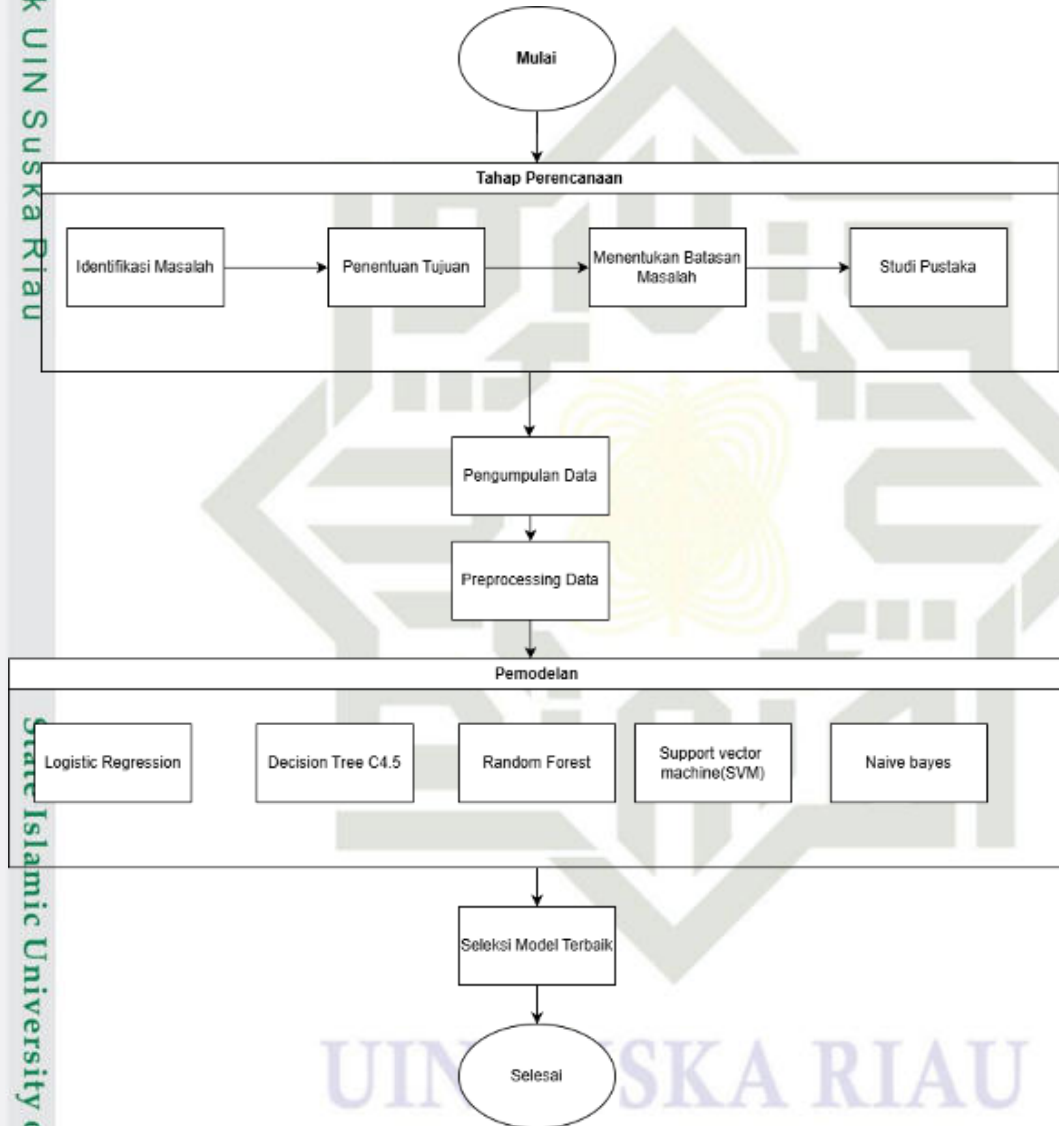 k UIN Suska Riau
State Islamic University o
Mulai
Tahap Perencanaan
Identifikasi Masalah
Penentuan Tujuan
Menentukan Batasan
Masalah
Studi Pustaka
Pengumpulan Data
Preprocessing Data
Pemodelan
Logistic Regression
Decision Tree C4.5
Random Forest
Support vector
machine(SVM)
Naive bayes
Seleksi Model Terbaik
Selesai
UIN SUSKA RIAU